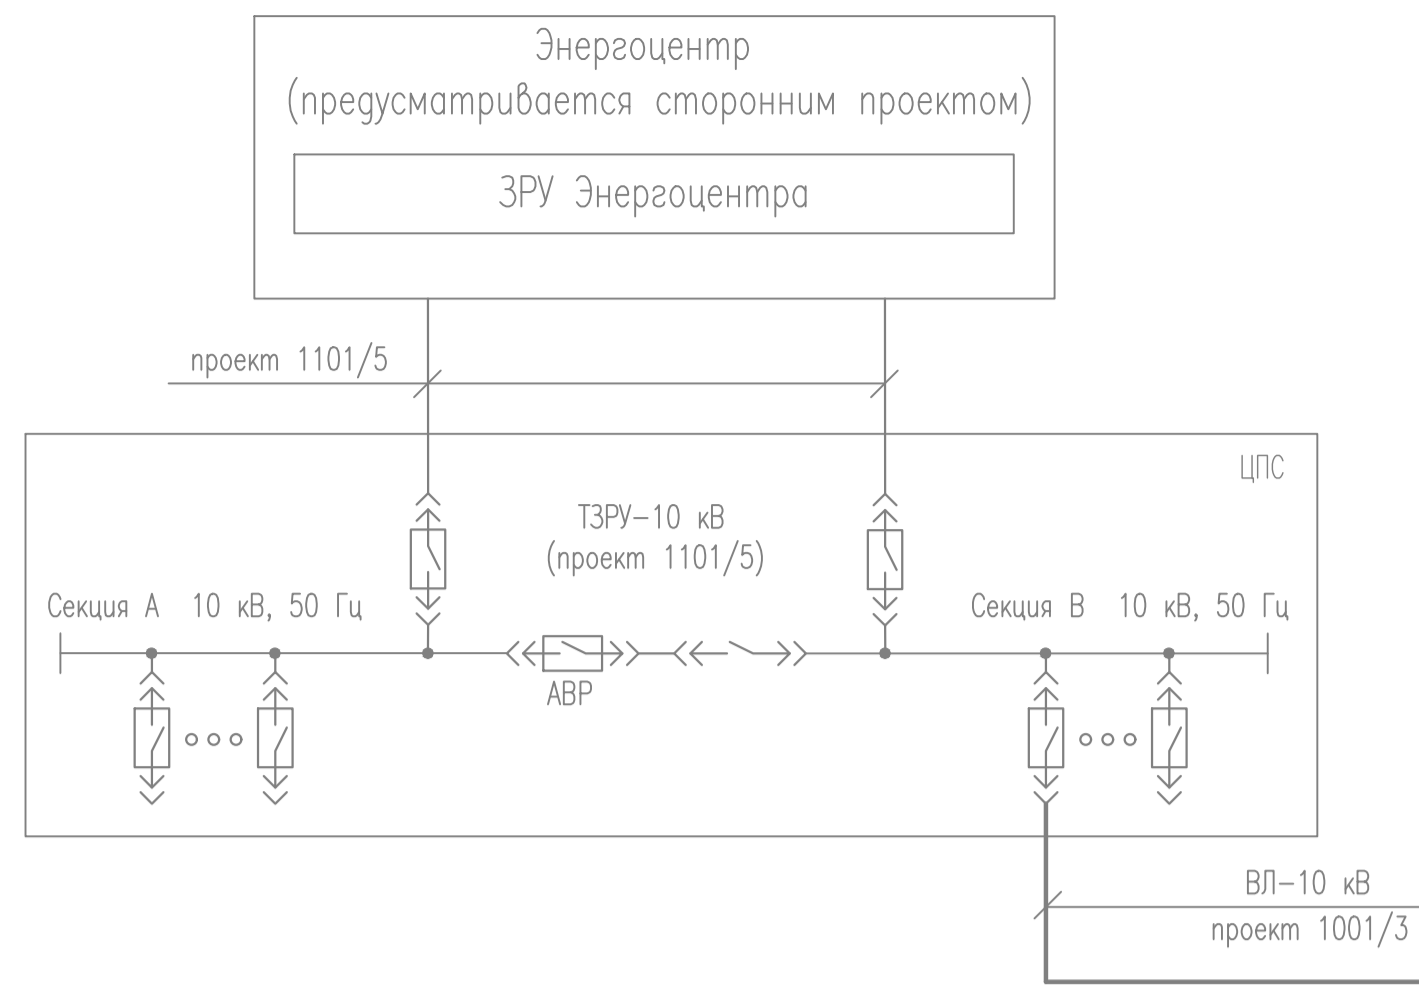 Энергоцентр
(предусматривается сторонним проектом)
ЗРУ Энергоцентра
проект 1101/5
ЦПС
ТЗРУ-10 кВ
(проект 1101/5)
Секция А 10 кВ, 50 Гц
Секция В 10 кВ, 50 Гц
АВР
ВЛ-10 кВ
проект 1001/3